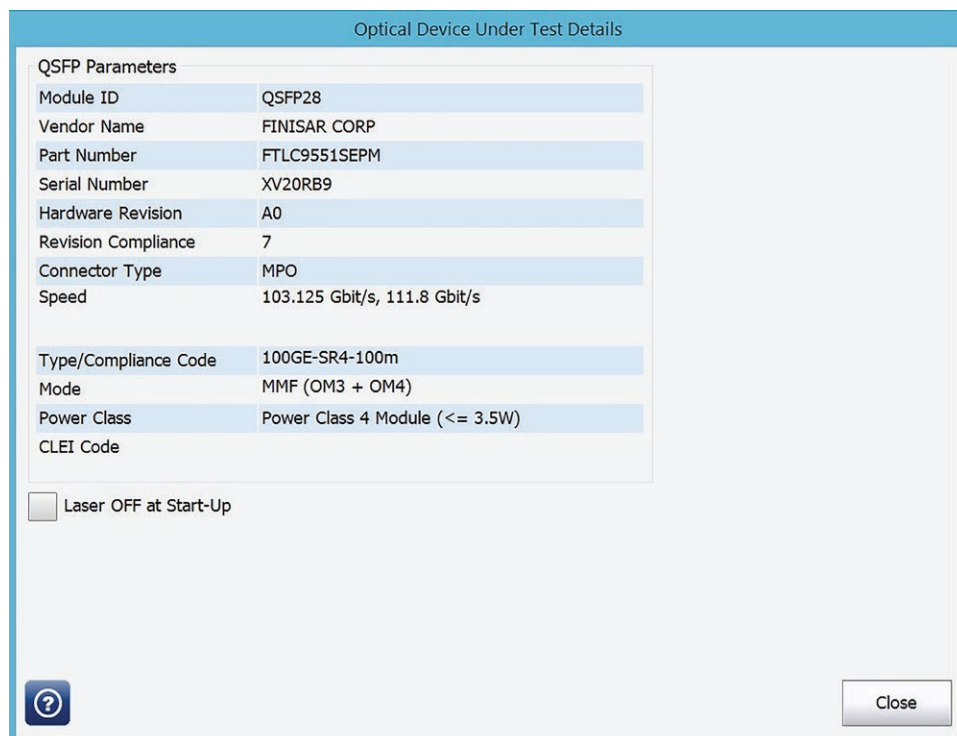 Optical Device Under Test Details
QSFP Parameters
Module ID QSFP28
Vendor Name FINISAR CORP
Part Number FTLC9551SEPM
Serial Number XV20RB9
Hardware Revision A0
Revision Compliance 7
Connector Type MPO
Speed 103.125 Gbit/s, 111.8 Gbit/s
Type/Compliance Code 100GE-SR4-100m
Mode MMF (OM3 + OM4)
Power Class Power Class 4 Module (<= 3.5W)
CLEI Code
Laser OFF at Start-Up
?
Close